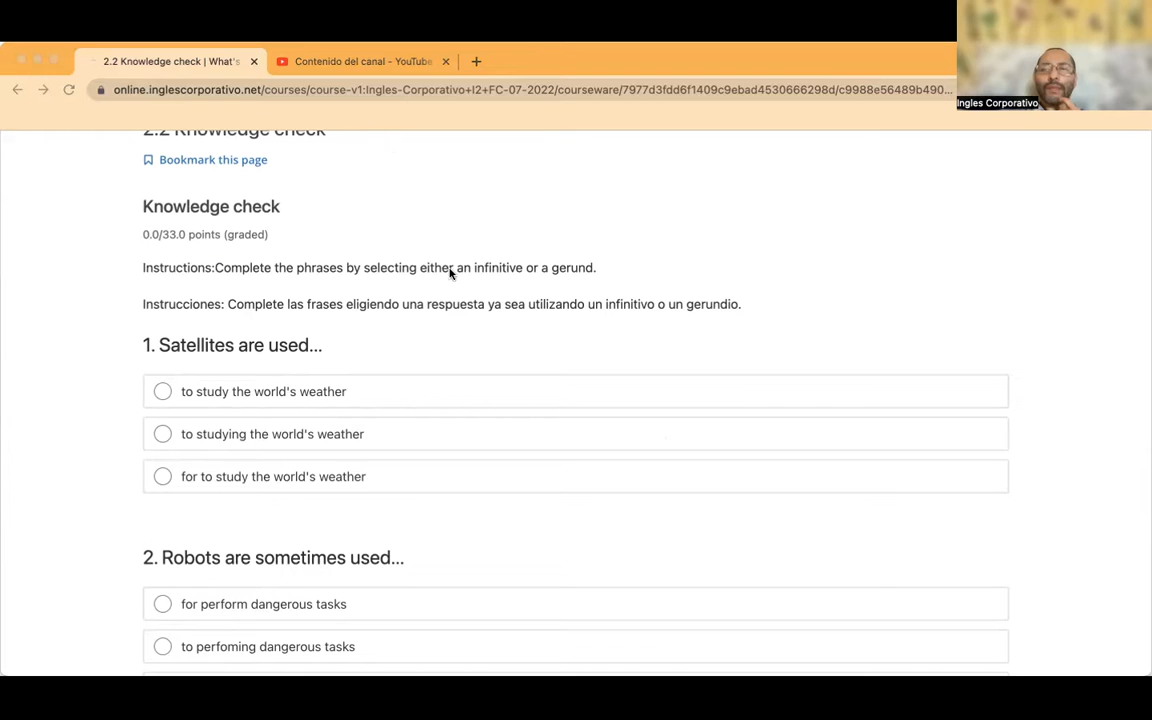 2.2 Knowledge check | What's
Contenido del canal - YouTube
online.inglescorporativo.net/courses/course-v1:Ingles-Corporativo+I2+FC-07-2022/courseware/7977d3fdd6f1409c9ebad4530666298d/c9988e56489b490...
Ingles Corporativo
2.2 Knowledge check
Bookmark this page
Knowledge check
0.0/33.0 points (graded)
Instructions:Complete the phrases by selecting either an infinitive or a gerund.
Instrucciones: Complete las frases eligiendo una respuesta ya sea utilizando un infinitivo o un gerundio.
1. Satellites are used...
to study the world's weather
to studying the world's weather
for to study the world's weather
2. Robots are sometimes used...
for perform dangerous tasks
to perfoming dangerous tasks